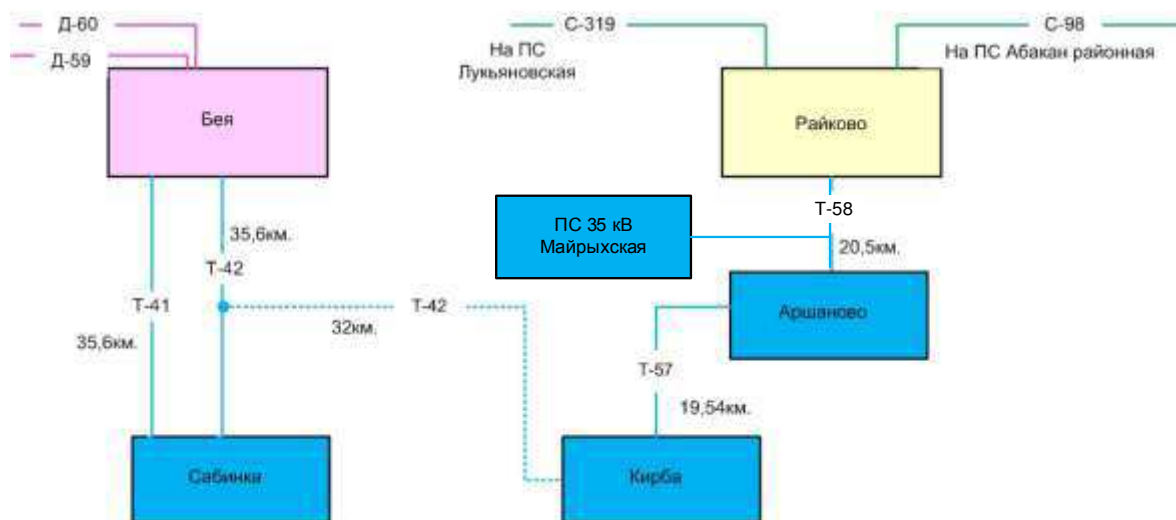 Д-60
С-319
С-98
Д-59
На ПС
Лукьяновская
На ПС Абакан районная
Бея
Райково
Т-58
ПС 35 кВ
Майрыхская
35,6км.
20,5км.
Т-42
Т-41
Т-42
Аршаново
32км.
35,6км.
Т-57
19,54км.
Сабинка
Кирба